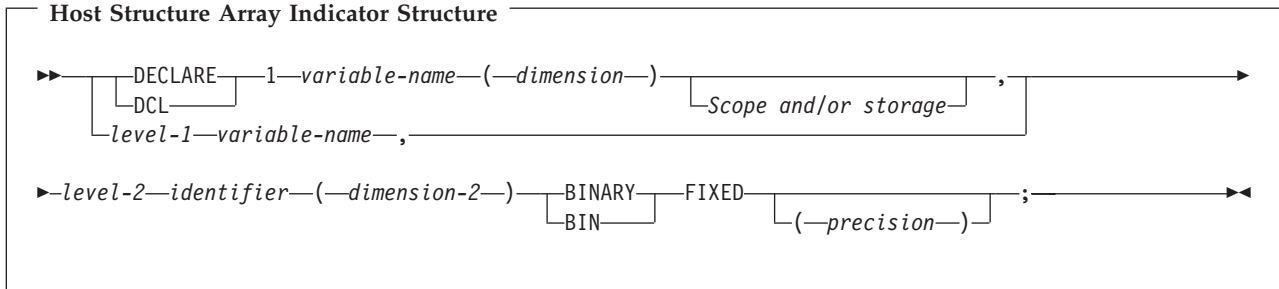 Host Structure Array Indicator Structure
DECLARE 1 variable-name ( dimension ) ,
DCL Scope and/or storage
level-1 variable-name ,
level-2 identifier ( dimension-2 ) BINARY FIXED ;
BIN ( precision )